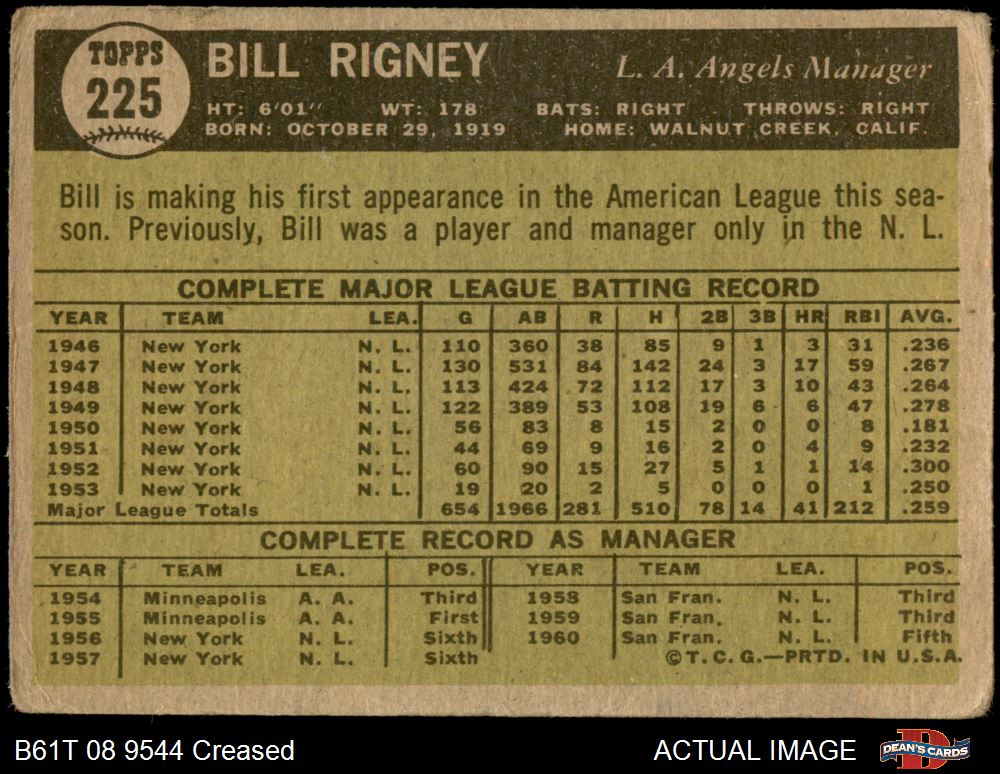 TOPPS
225
BILL RIGNEY L. A. Angels Manager
HT: 6'01" WT: 178 BATS: RIGHT THROWS: RIGHT
BORN: OCTOBER 29, 1919 HOME: WALNUT CREEK, CALIF.
Bill is making his first appearance in the American League this sea-
son. Previously, Bill was a player and manager only in the N. L.
COMPLETE MAJOR LEAGUE BATTING RECORD
YEAR TEAM LEA. G AB R H 2B 3B HR RBI AVG.
1946 New York N. L. 110 360 38 85 9 1 3 31 .236
1947 New York N. L. 130 531 84 142 24 3 17 59 .267
1948 New York N. L. 113 424 72 112 17 3 10 43 .264
1949 New York N. L. 122 389 53 108 19 6 6 47 .278
1950 New York N. L. 56 83 8 15 2 0 0 8 .181
1951 New York N. L. 44 69 9 16 2 0 4 9 .232
1952 New York N. L. 60 90 15 27 5 1 1 14 .300
1953 New York N. L. 19 20 2 5 0 0 0 1 .250
Major League Totals 654 1966 281 510 78 14 41 212 .259
COMPLETE RECORD AS MANAGER
YEAR TEAM LEA. POS. YEAR TEAM LEA. POS.
1954 Minneapolis A. A. Third 1958 San Fran. N. L. Third
1955 Minneapolis A. A. First 1959 San Fran. N. L. Third
1956 New York N. L. Sixth 1960 San Fran. N. L. Fifth
1957 New York N. L. Sixth ©T. C. G.—PRTD. IN U.S.A.
B61T 08 9544 Creased ACTUAL IMAGE DEAN'S CARDS